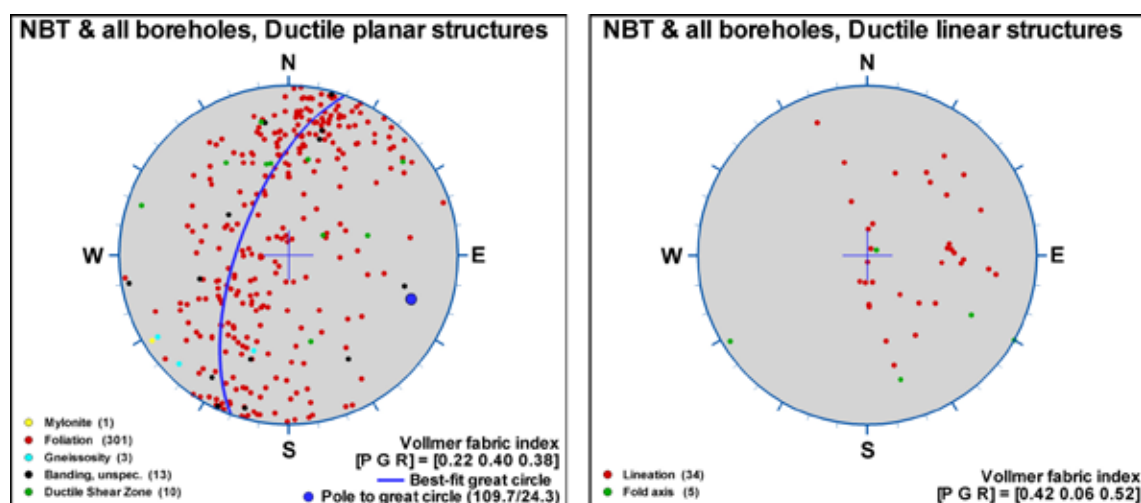 NBT & all boreholes, Ductile planar structures
N
W
E
S
Mylonite (1)
Foliation (301)
Gneissosity (3)
Banding, unspec. (13)
Ductile Shear Zone (10)
Vollmer fabric index
[P G R] = [0.22 0.40 0.38]
Best-fit great circle
Pole to great circle (109.7/24.3)
NBT & all boreholes, Ductile linear structures
N
W
E
S
Lineation (34)
Fold axis (5)
Vollmer fabric index
[P G R] = [0.42 0.06 0.52]